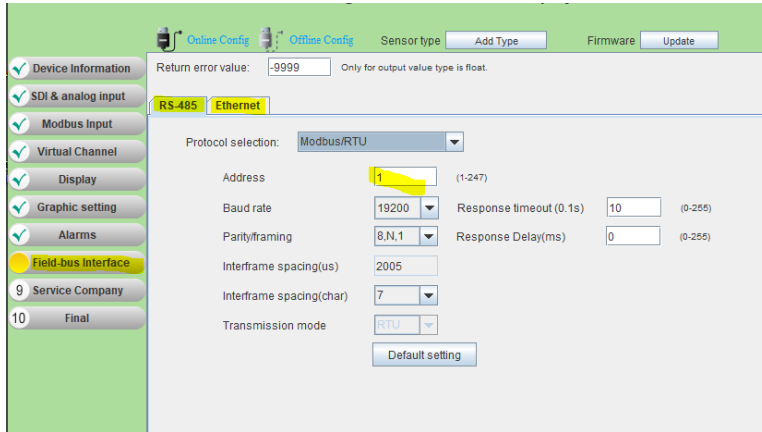 Online Config Offline Config Sensor type Add Type Firmware Update
Device Information
Return error value: -9999 Only for output value type is float.
SDI & analog input
RS-485 Ethernet
Modbus Input
Protocol selection: Modbus/RTU
Virtual Channel
Display
Address 1 (1-247)
Graphic setting
Baud rate 19200 Response timeout (0.1s) 10 (0-255)
Alarms
Parity/framing 8,N,1 Response Delay(ms) 0 (0-255)
Field-bus Interface
Interframe spacing(us) 2005
9 Service Company
Interframe spacing(char) 7
10 Final
Transmission mode RTU
Default setting